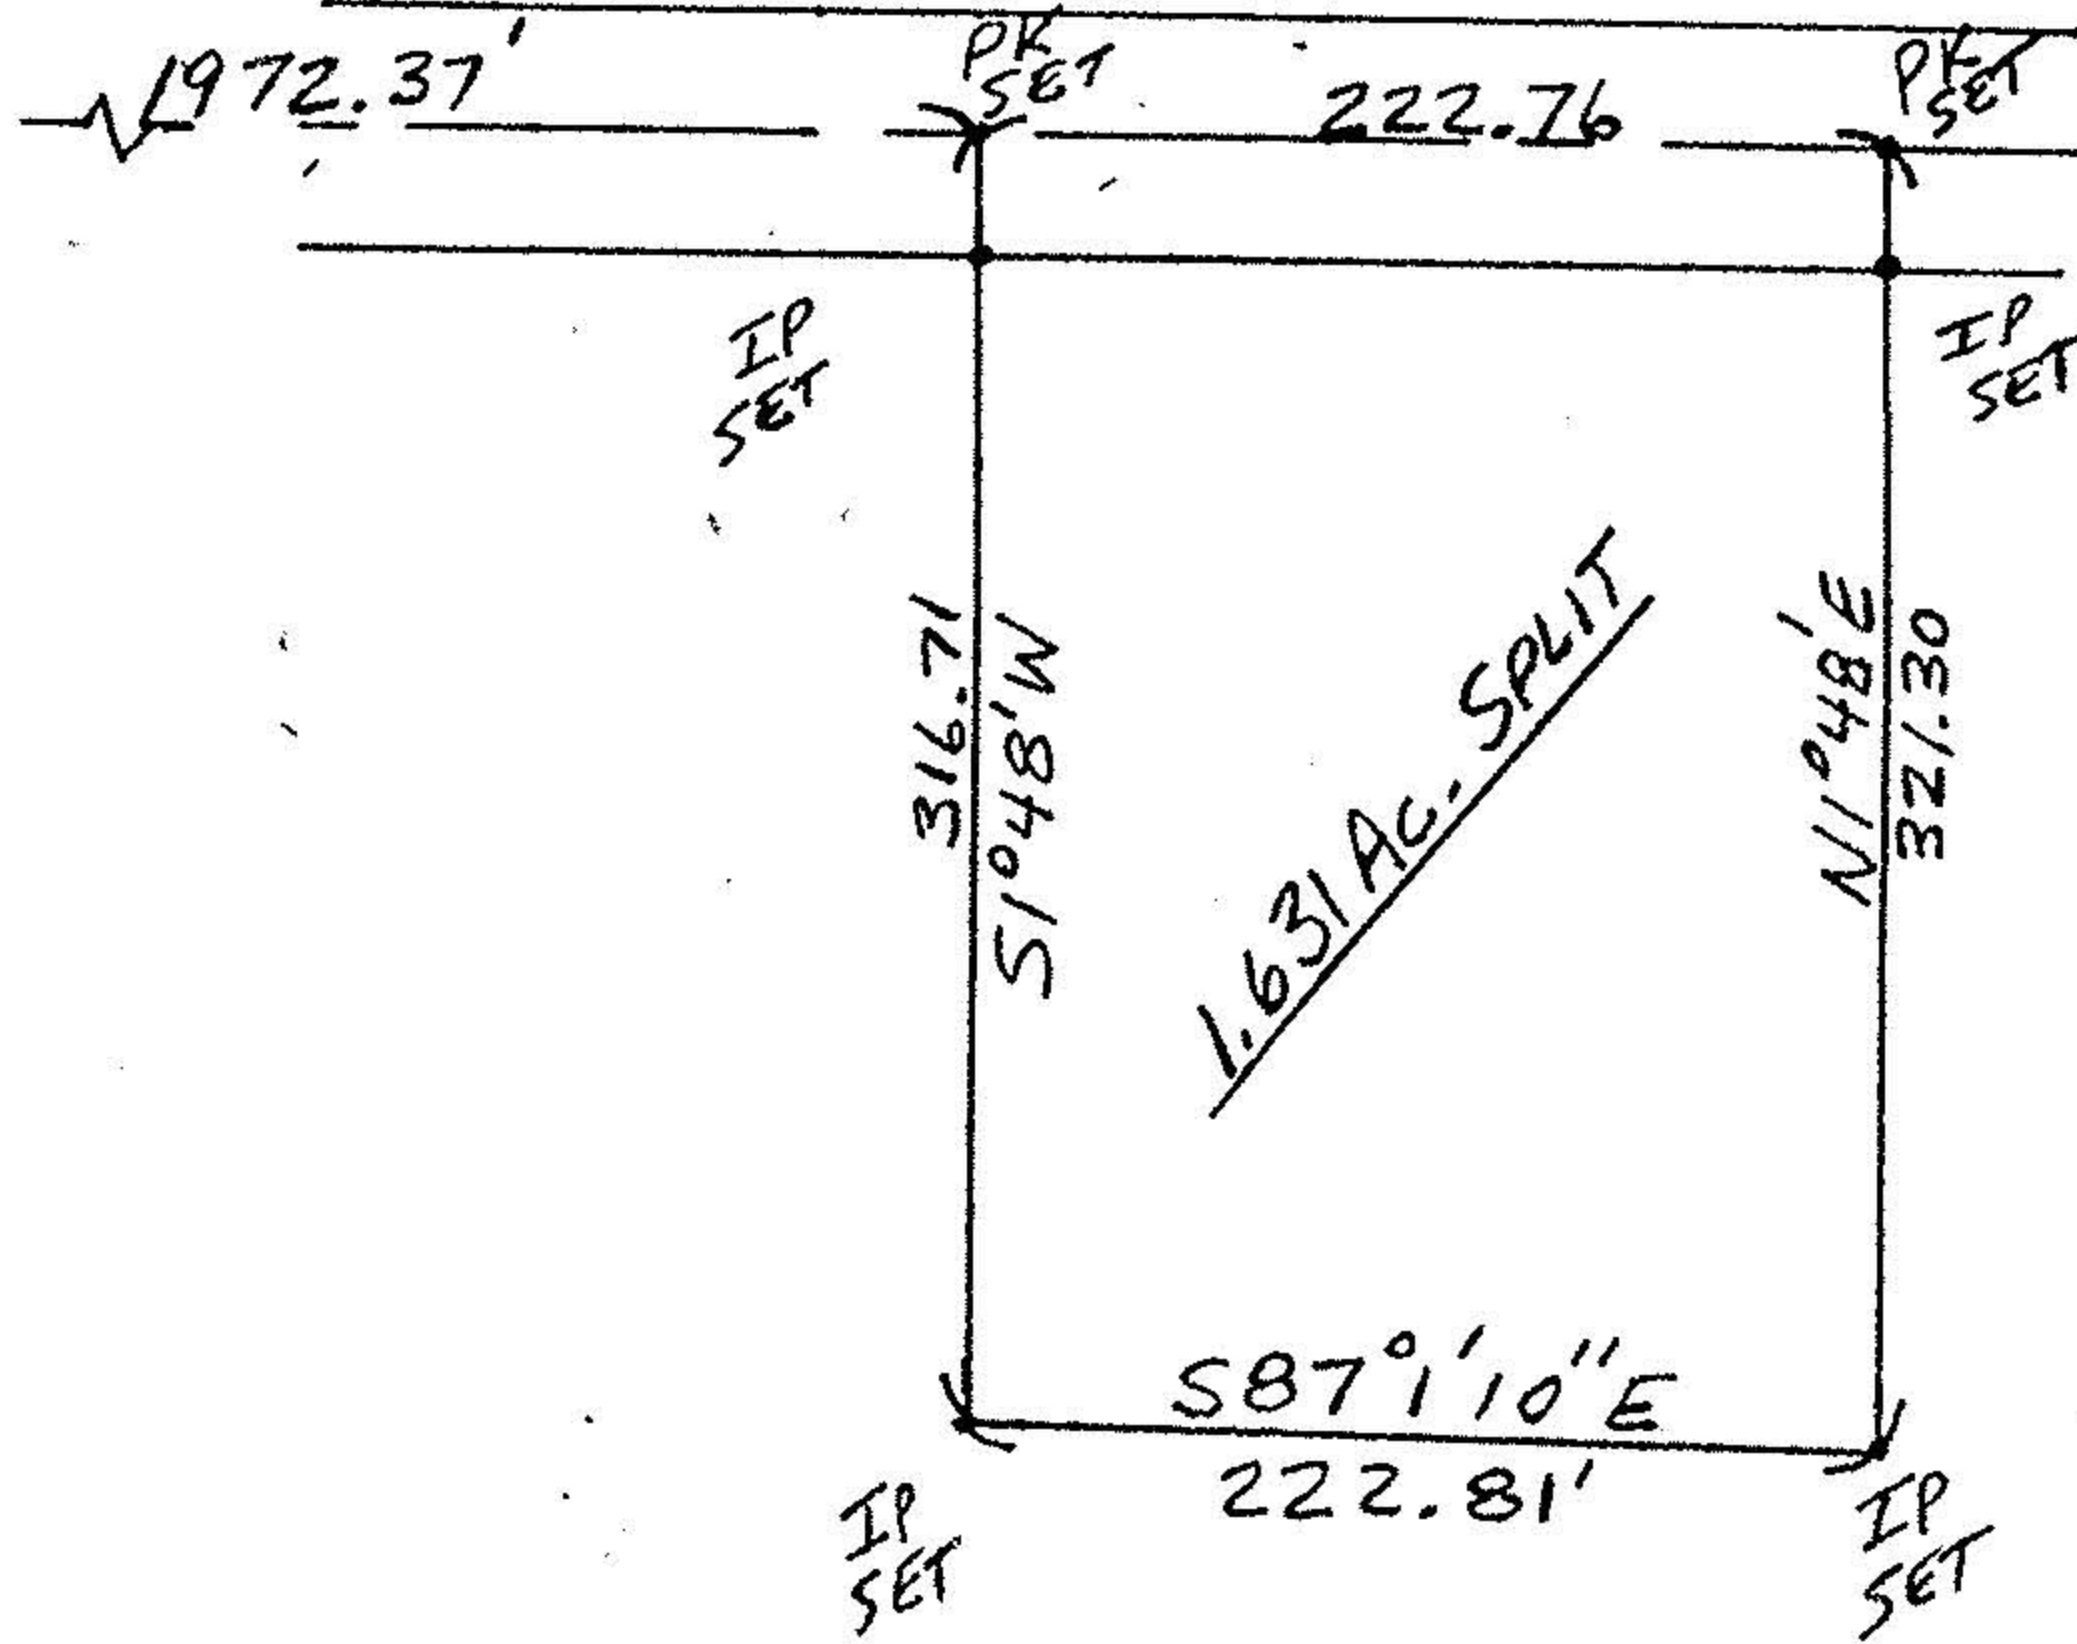 1972.37'
PK
SET
222.76
PK
SET
IP
SET
IP
SET
316.71
S1°48'W
1.631 Ac. SPLIT
N1°48'E
321.30
S87°1'10"E
222.81'
IP
SET
IP
SET